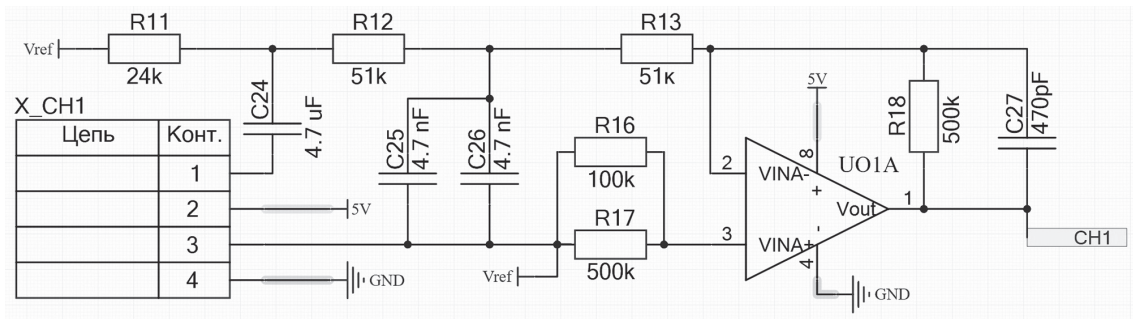 R11
R12
R13
Vref
24k
51k
51к
5V
R18
500k
C27
470pF
X_CH1
Цепь
Конт.
C24
4.7 uF
C25
4.7 nF
C26
4.7 nF
R16
100k
8
UO1A
1
2
VINA-
+
Vout
1
2
5V
R17
3
3
VINA+
-
CH1
Vref
500k
4
4
GND
GND